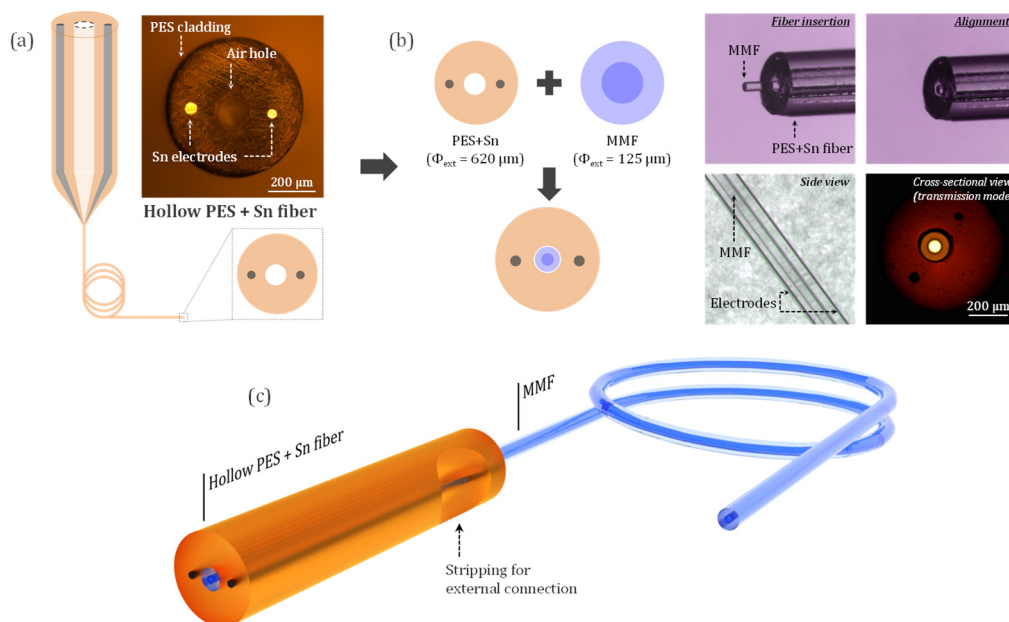 (a)
PES cladding
Air hole
Sn electrodes
200 μm
Hollow PES + Sn fiber
(b)
PES+Sn
(Φext = 620 μm)
MMF
(Φext = 125 μm)
Fiber insertion
MMF
PES+Sn fiber
Alignment
Side view
MMF
Electrodes
Cross-sectional view
(transmission mode
200 μm
(c)
Hollow PES + Sn fiber
MMF
Stripping for
external connection